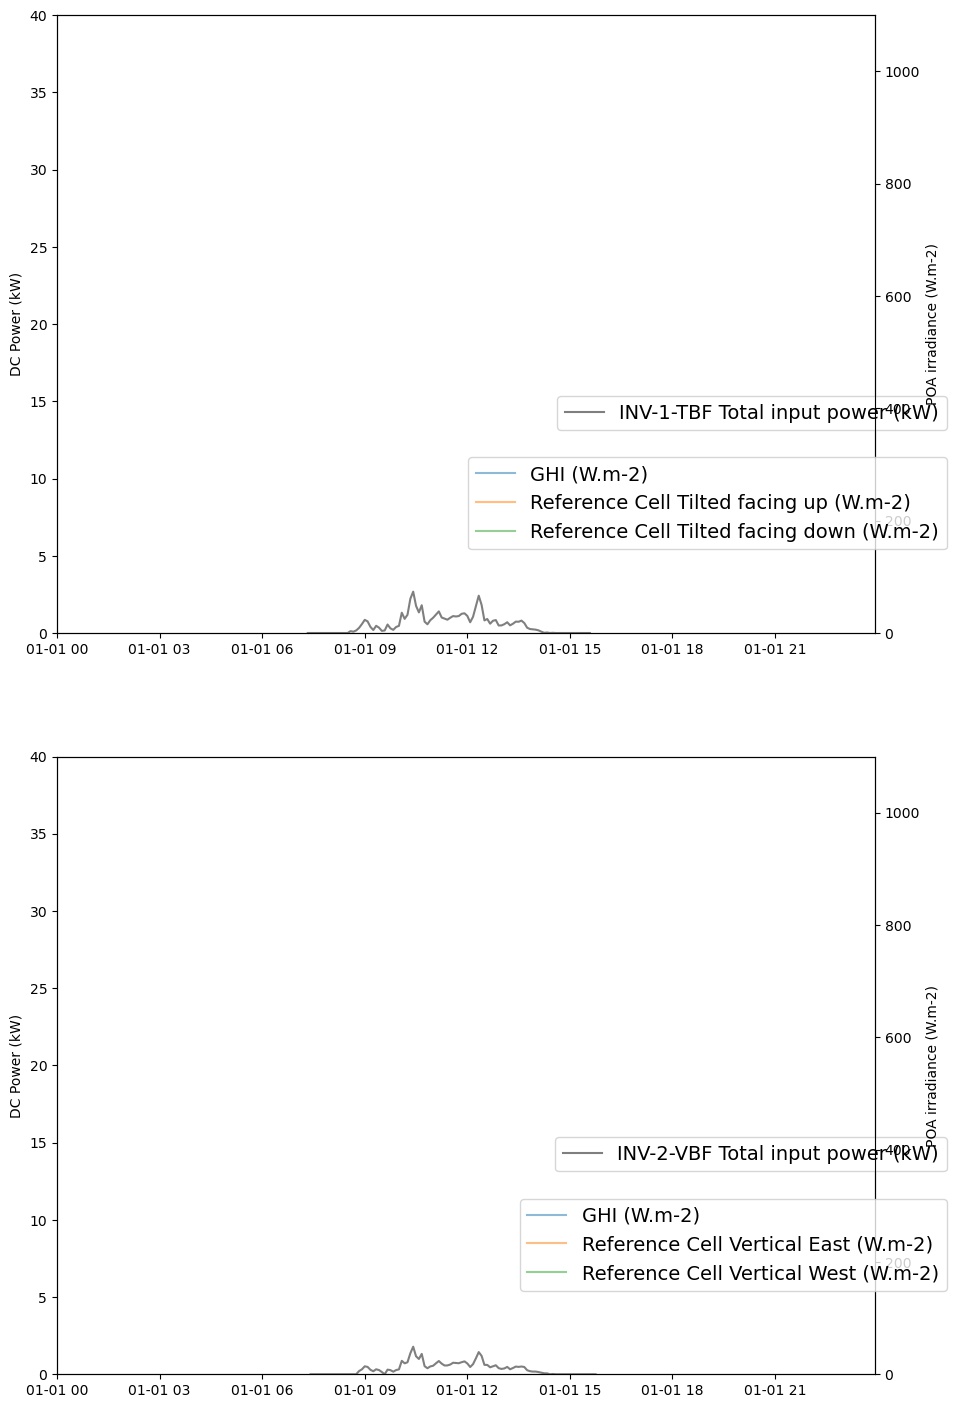 40
35
1000
30
800
25
600
20
DC Power (kW)
POA irradiance (W.m-2)
15
400
INV-1-TBF Total input power (kW)
10
GHI (W.m-2)
Reference Cell Tilted facing up (W.m-2)
200
Reference Cell Tilted facing down (W.m-2)
5
0
0
01-01 00 01-01 03 01-01 06 01-01 09 01-01 12 01-01 15 01-01 18 01-01 21
40
35
1000
30
800
25
600
20
DC Power (kW)
POA irradiance (W.m-2)
15
400
INV-2-VBF Total input power (kW)
10
GHI (W.m-2)
Reference Cell Vertical East (W.m-2)
200
Reference Cell Vertical West (W.m-2)
5
0
0
01-01 00 01-01 03 01-01 06 01-01 09 01-01 12 01-01 15 01-01 18 01-01 21